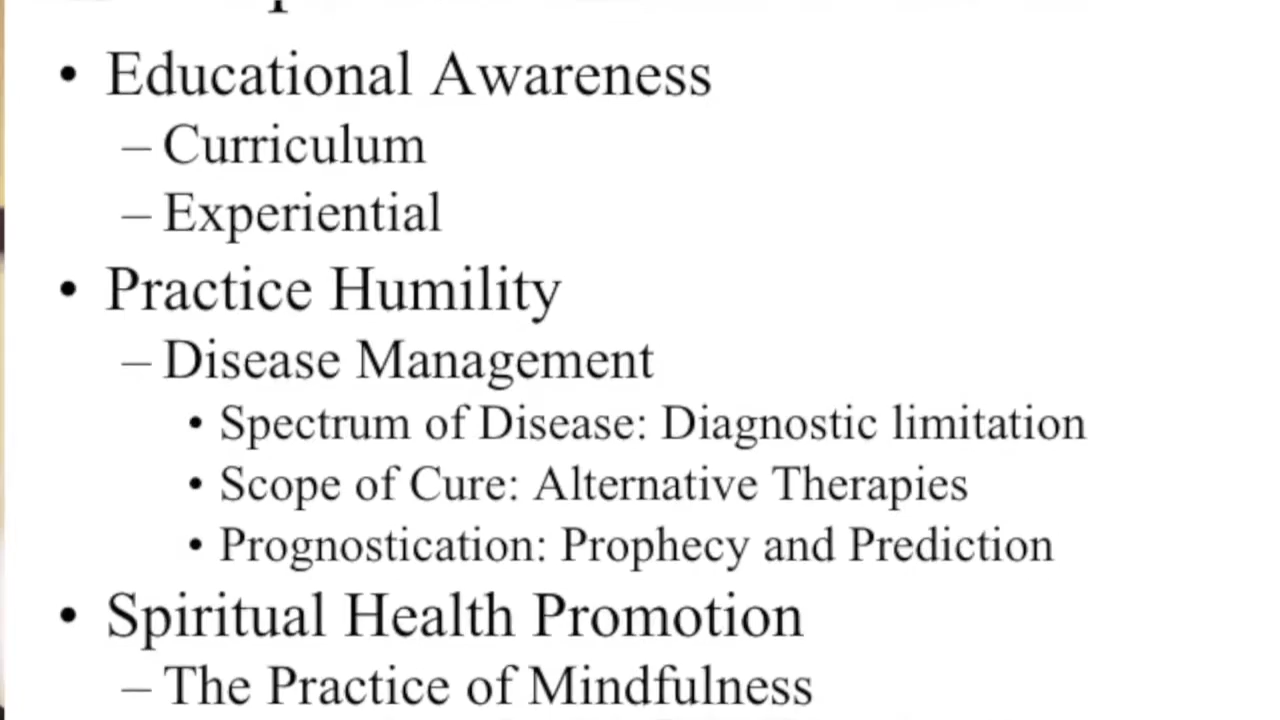 • Educational Awareness
– Curriculum
– Experiential
• Practice Humility
– Disease Management
• Spectrum of Disease: Diagnostic limitation
• Scope of Cure: Alternative Therapies
• Prognostication: Prophecy and Prediction
• Spiritual Health Promotion
– The Practice of Mindfulness